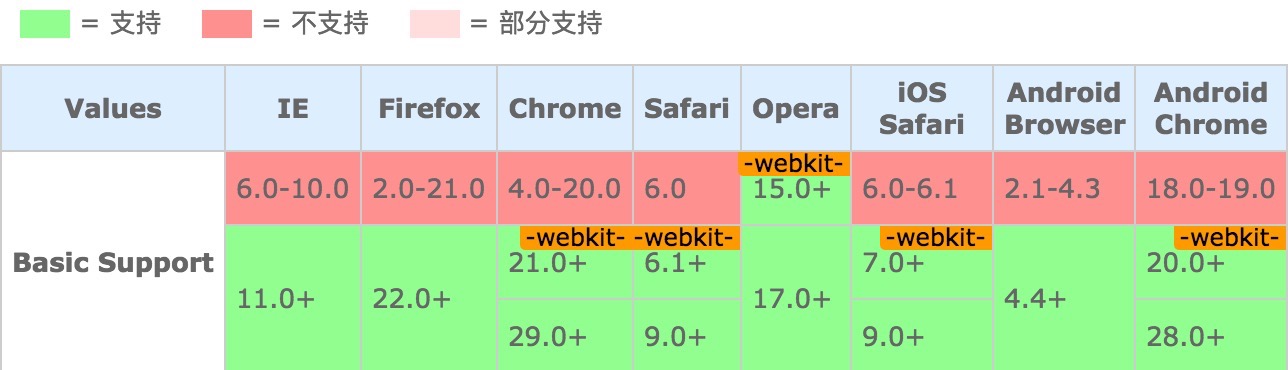 = 支持 = 不支持 = 部分支持
Values IE Firefox Chrome Safari Opera iOS Safari Android Browser Android Chrome
-webkit-
6.0-10.0 2.0-21.0 4.0-20.0 6.0 15.0+ 6.0-6.1 2.1-4.3 18.0-19.0
-webkit- -webkit- -webkit- -webkit-
Basic Support 21.0+ 6.1+ 7.0+ 20.0+
11.0+ 22.0+ 17.0+ 4.4+
29.0+ 9.0+ 9.0+ 28.0+